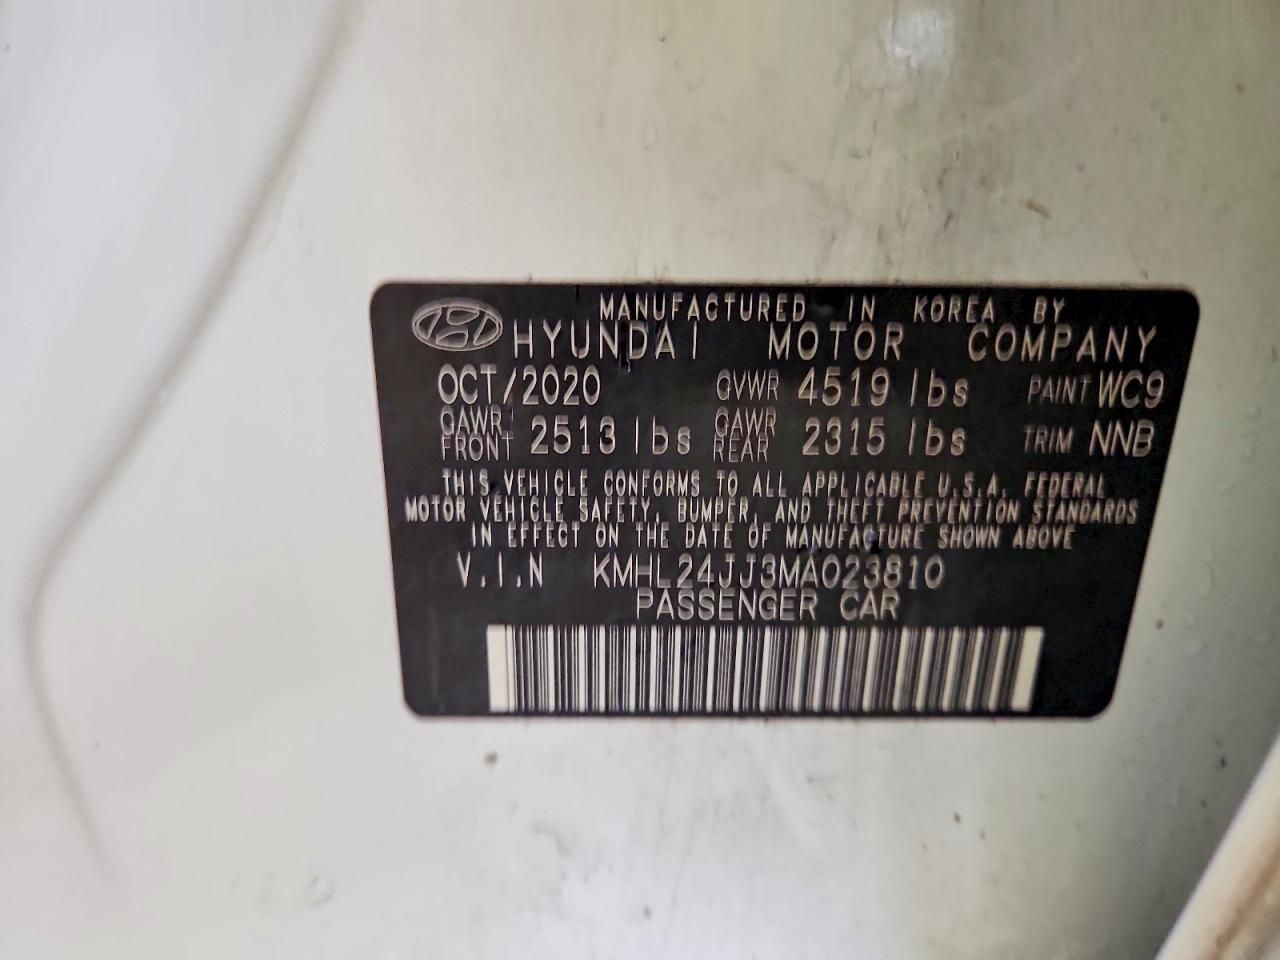 MANUFACTURED IN KOREA BY
HYUNDAI MOTOR COMPANY
OCT/2020 GVWR 4519 lbs PAINT WC9
GAWR FRONT 2513 lbs GAWR REAR 2315 lbs TRIM NNB
THIS VEHICLE CONFORMS TO ALL APPLICABLE U.S.A. FEDERAL
MOTOR VEHICLE SAFETY, BUMPER, AND THEFT PREVENTION STANDARDS
IN EFFECT ON THE DATE OF MANUFACTURE SHOWN ABOVE
V.I.N KMHL24JJ3MA023810
PASSENGER CAR